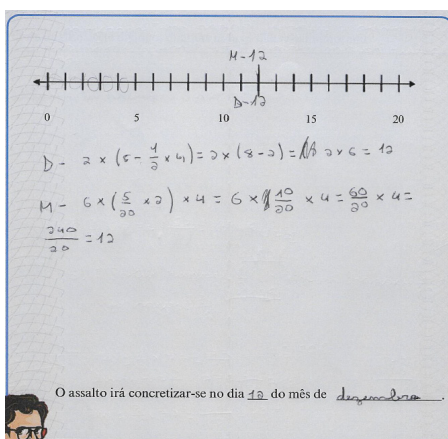 M-12
D-12
0 5 10 15 20
D - 2 × (8 - 1/2 × 4) = 2 × (8 - 2) = 2 × 6 = 12
M - 6 × (5/20 × 2) × 4 = 6 × 10/20 × 4 = 60/20 × 4 =
240/20 = 12
O assalto irá concretizar-se no dia 12 do mês de dezembro.